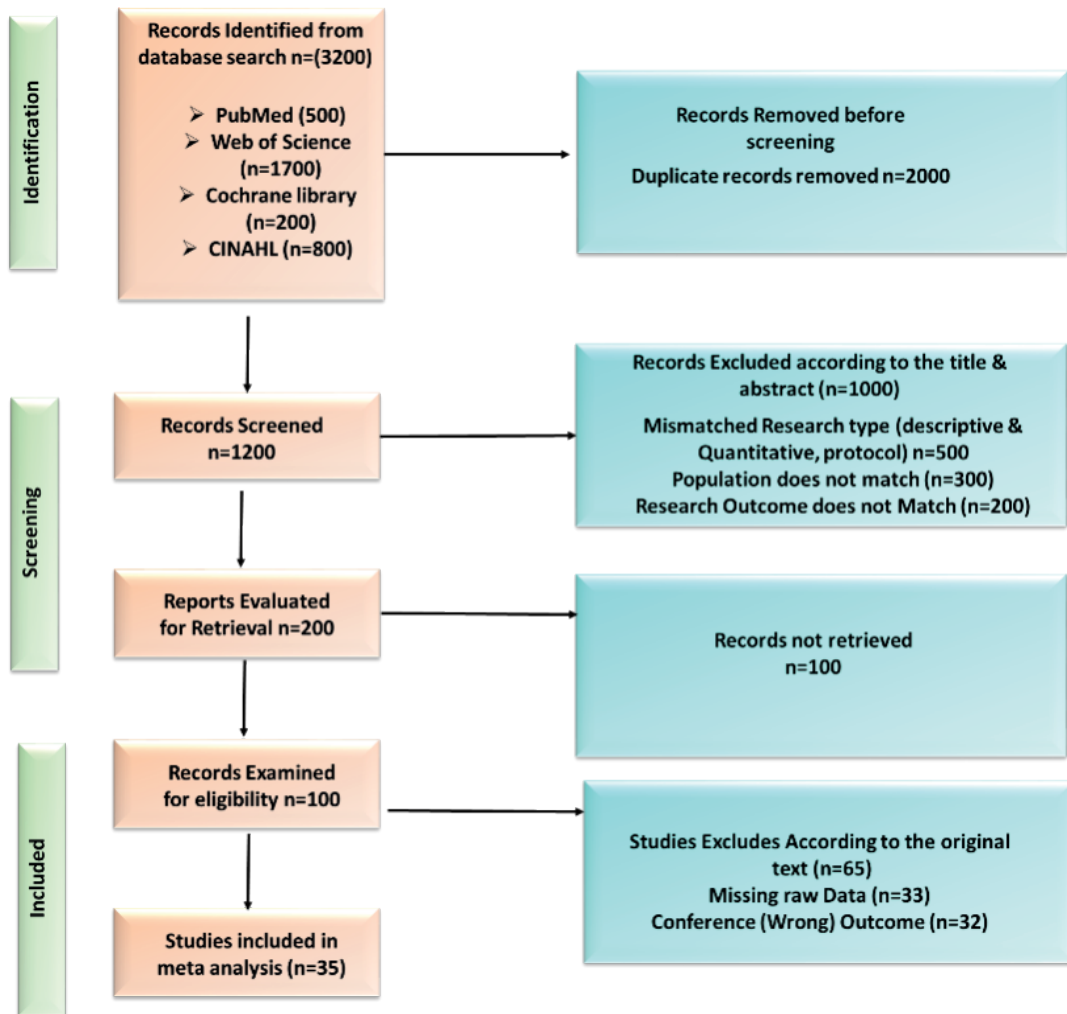 Identification
Records Identified from
database search n=(3200)
➢ PubMed (500)
➢ Web of Science
(n=1700)
➢ Cochrane library
(n=200)
➢ CINAHL (n=800)
Records Removed before
screening
Duplicate records removed n=2000
Screening
Records Screened
n=1200
Records Excluded according to the title &
abstract (n=1000)
Mismatched Research type (descriptive &
Quantitative, protocol) n=500
Population does not match (n=300)
Research Outcome does not Match (n=200)
Reports Evaluated
for Retrieval n=200
Records not retrieved
n=100
Included
Records Examined
for eligibility n=100
Studies Excludes According to the original
text (n=65)
Missing raw Data (n=33)
Conference (Wrong) Outcome (n=32)
Studies included in
meta analysis (n=35)